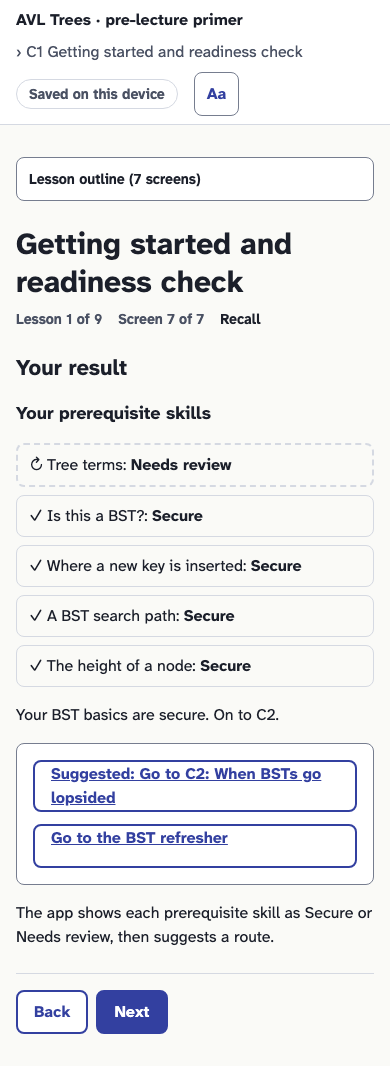 AVL Trees · pre-lecture primer
› C1 Getting started and readiness check
Saved on this device
Aa
Lesson outline (7 screens)
Getting started and
readiness check
Lesson 1 of 9 Screen 7 of 7 Recall
Your result
Your prerequisite skills
↻ Tree terms: Needs review
✓ Is this a BST?: Secure
✓ Where a new key is inserted: Secure
✓ A BST search path: Secure
✓ The height of a node: Secure
Your BST basics are secure. On to C2.
Suggested: Go to C2: When BSTs go
lopsided
Go to the BST refresher
The app shows each prerequisite skill as Secure or
Needs review, then suggests a route.
Back
Next